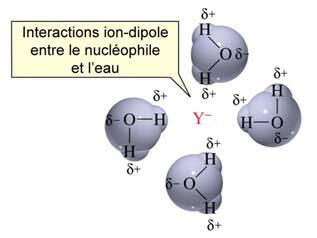 Interactions ion-dipole
entre le nucléophile
et l'eau
δ+
H
O δ–
H
δ+
δ+
δ– O – H
H
δ+
Y–
δ+
H
δ+
H – O
δ–
δ+
H
δ– O
H
δ+